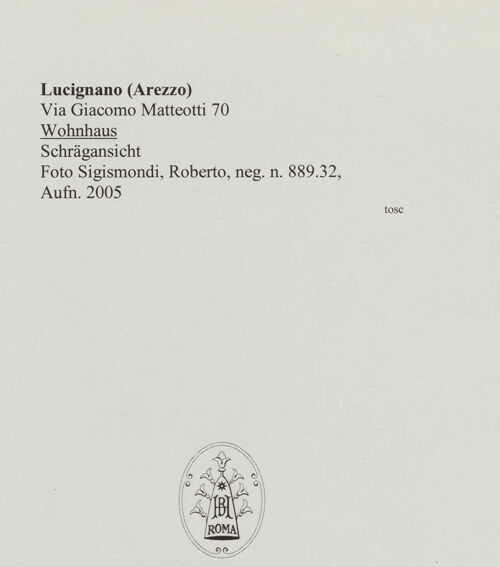 Lucignano (Arezzo)
Via Giacomo Matteotti 70
Wohnhaus
Schrägansicht
Foto Sigismondi, Roberto, neg. n. 889.32,
Aufn. 2005
tosc
BH
ROMA